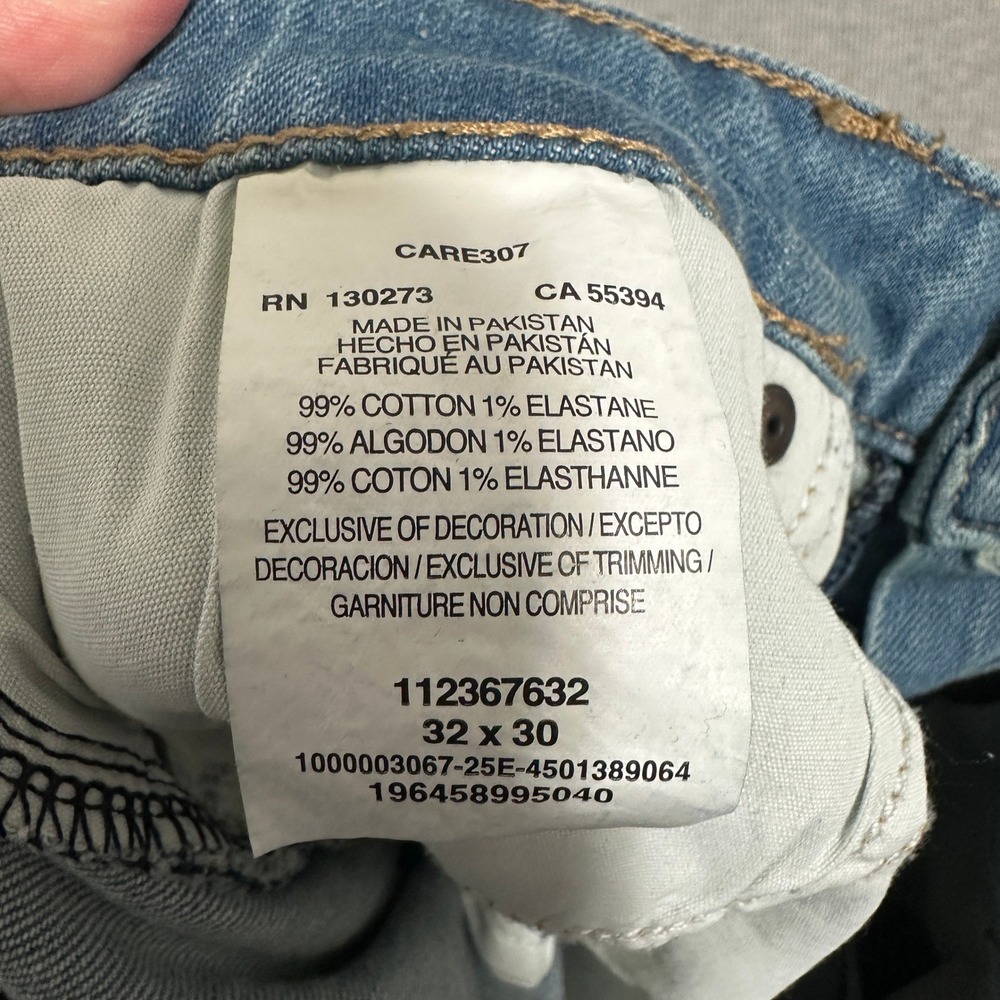 CARE307
RN 130273 CA 55394
MADE IN PAKISTAN
HECHO EN PAKISTÁN
FABRIQUÉ AU PAKISTAN
99% COTTON 1% ELASTANE
99% ALGODON 1% ELASTANO
99% COTON 1% ELASTHANNE
EXCLUSIVE OF DECORATION / EXCEPTO
DECORACION / EXCLUSIVE OF TRIMMING /
GARNITURE NON COMPRISE
112367632
32 x 30
1000003067-25E-4501389064
196458995040